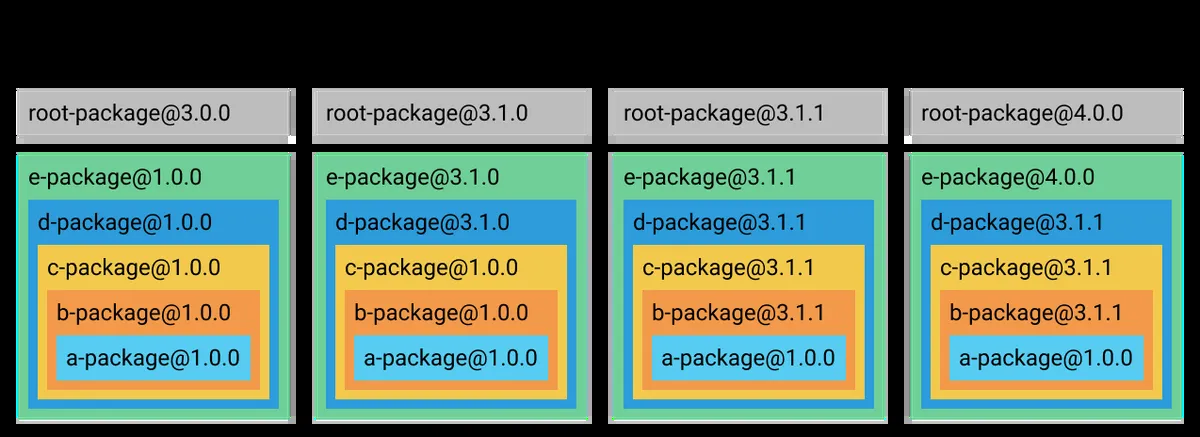 root-package@3.0.0
root-package@3.1.0
root-package@3.1.1
root-package@4.0.0
e-package@1.0.0
d-package@1.0.0
c-package@1.0.0
b-package@1.0.0
a-package@1.0.0
e-package@3.1.0
d-package@3.1.0
c-package@1.0.0
b-package@1.0.0
a-package@1.0.0
e-package@3.1.1
d-package@3.1.1
c-package@3.1.1
b-package@3.1.1
a-package@1.0.0
e-package@4.0.0
d-package@3.1.1
c-package@3.1.1
b-package@3.1.1
a-package@1.0.0